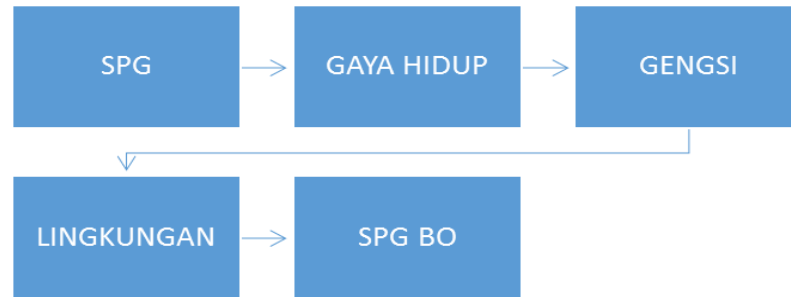 SPG
GAYA HIDUP
GENGSI
LINGKUNGAN
SPG BO